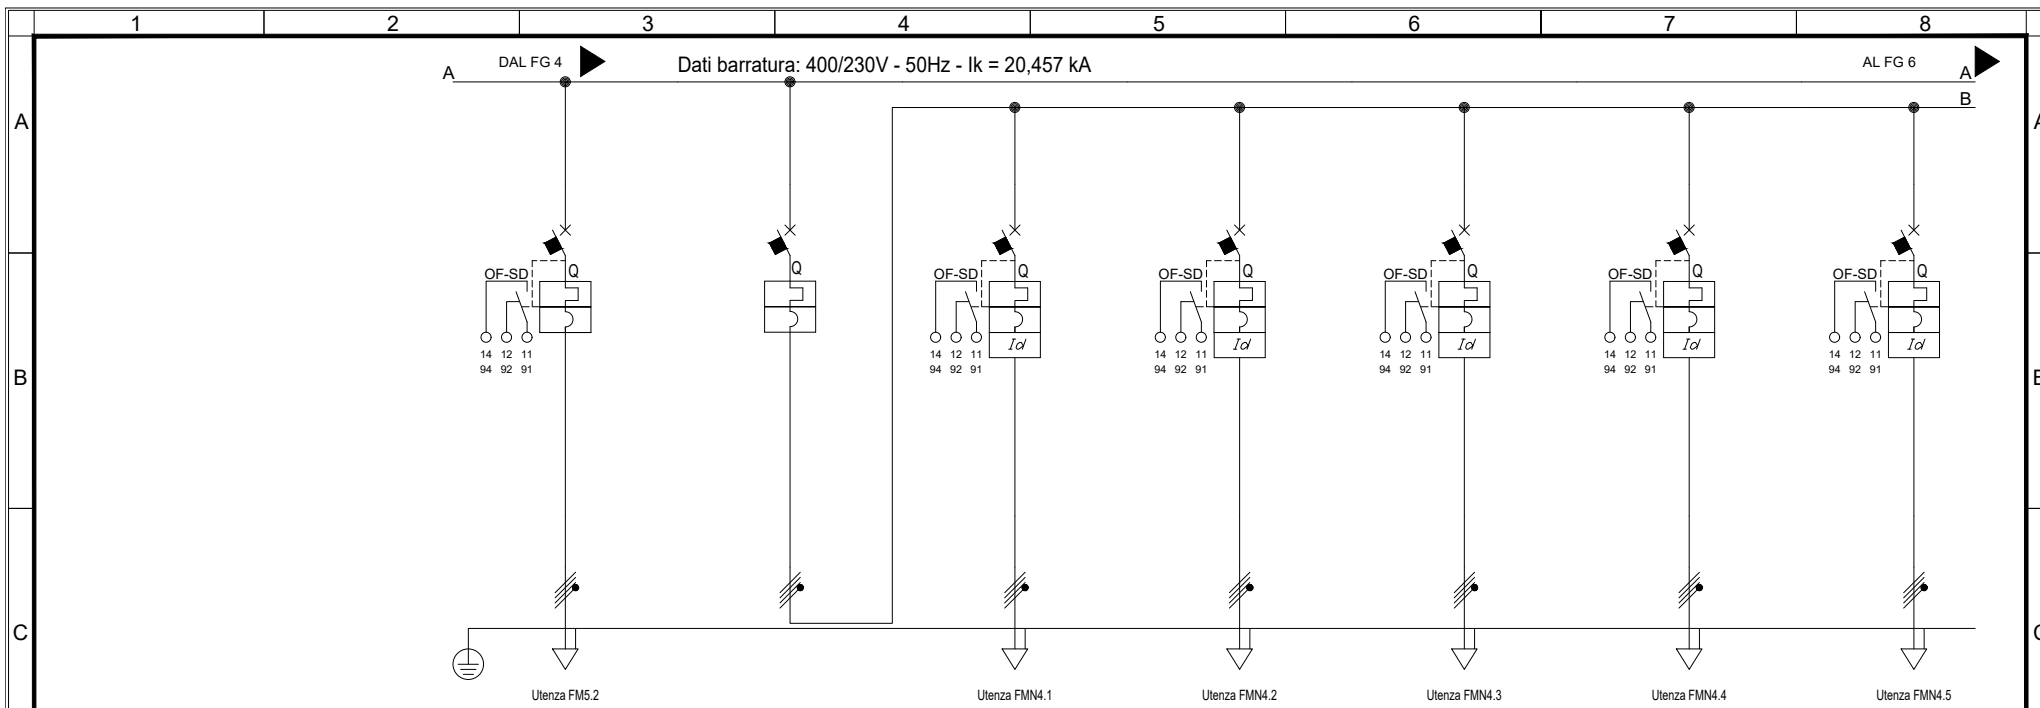 1 2 3 4 5 6 7 8
DAL FG 4 Dati barratura: 400/230V - 50Hz - Ik = 20,457 kA AL FG 6
A A
B
A A
Q Q Q Q Q Q Q
OF-SD OF-SD OF-SD OF-SD OF-SD OF-SD
Id Id Id Id Id
14 12 11 14 12 11 14 12 11 14 12 11 14 12 11 14 12 11
94 92 91 94 92 91 94 92 91 94 92 91 94 92 91 94 92 91
B
C
Utenza FM5.2 Utenza FMN4.1 Utenza FMN4.2 Utenza FMN4.3 Utenza FMN4.4 Utenza FMN4.5